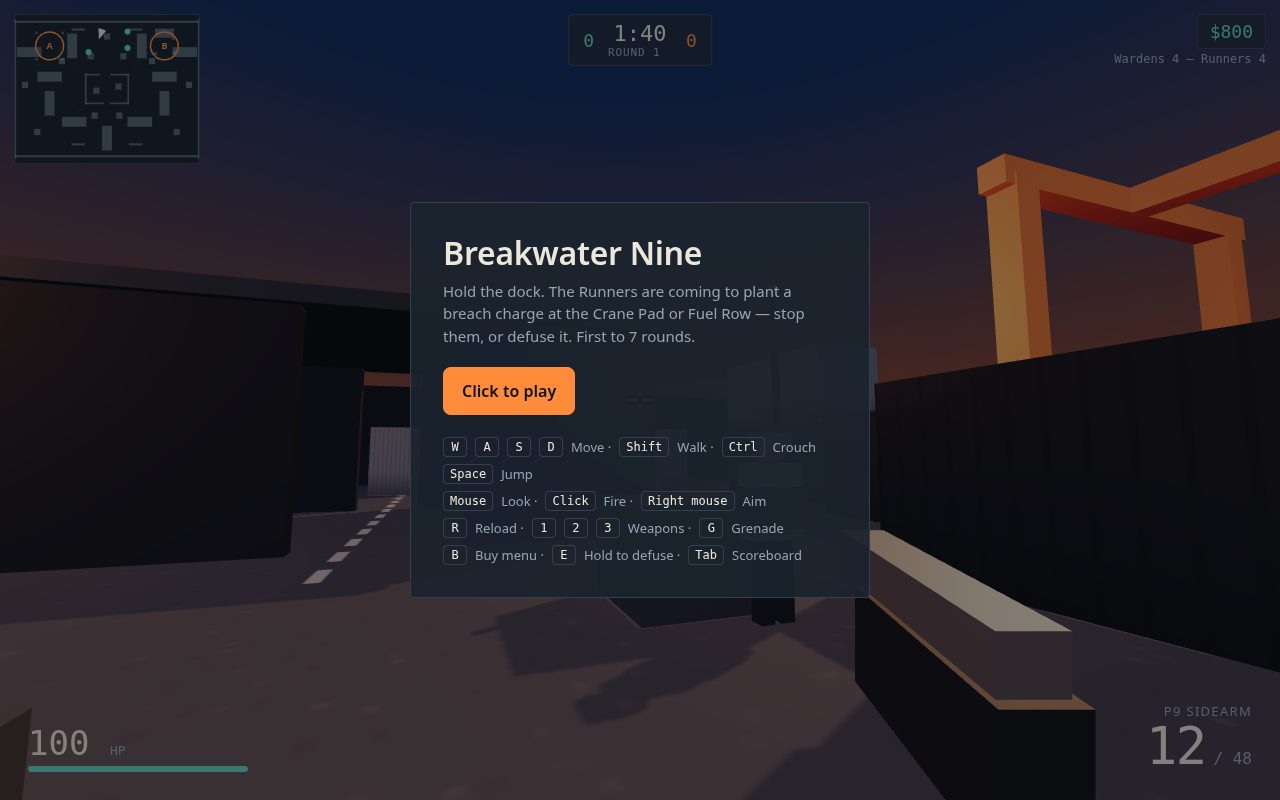 A
B
0 1:40 0
ROUND 1
$800
Wardens 4 — Runners 4
Breakwater Nine
Hold the dock. The Runners are coming to plant a
breach charge at the Crane Pad or Fuel Row — stop
them, or defuse it. First to 7 rounds.
Click to play
W A S D Move · Shift Walk · Ctrl Crouch
Space Jump
Mouse Look · Click Fire · Right mouse Aim
R Reload · 1 2 3 Weapons · G Grenade
B Buy menu · E Hold to defuse · Tab Scoreboard
100 HP
P9 SIDEARM
12 / 48